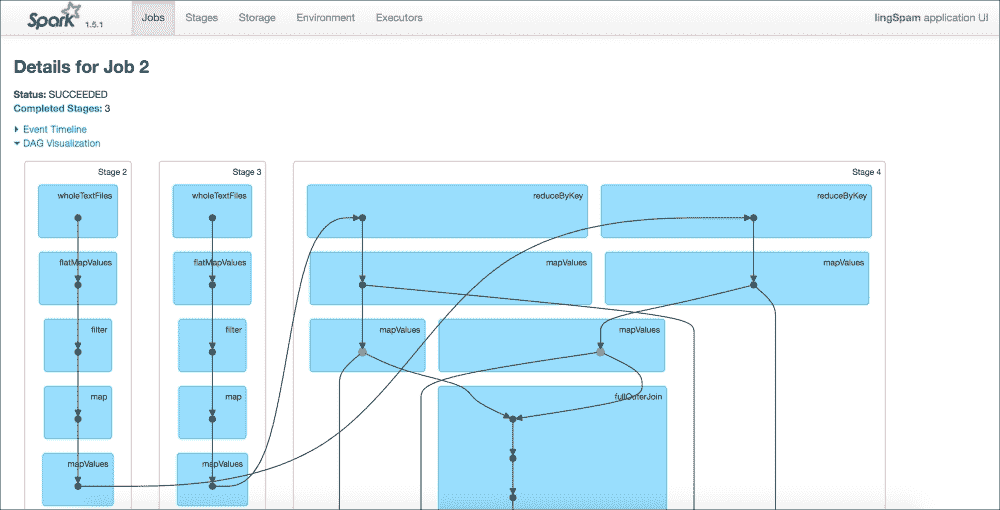 Spark 1.5.1 Jobs Stages Storage Environment Executors lingSpam application UI
Details for Job 2
Status: SUCCEEDED
Completed Stages: 3
Event Timeline
DAG Visualization
Stage 2
wholeTextFiles
flatMapValues
filter
map
mapValues
Stage 3
wholeTextFiles
flatMapValues
filter
map
mapValues
Stage 4
reduceByKey
reduceByKey
mapValues
mapValues
mapValues
mapValues
fullOuterJoin